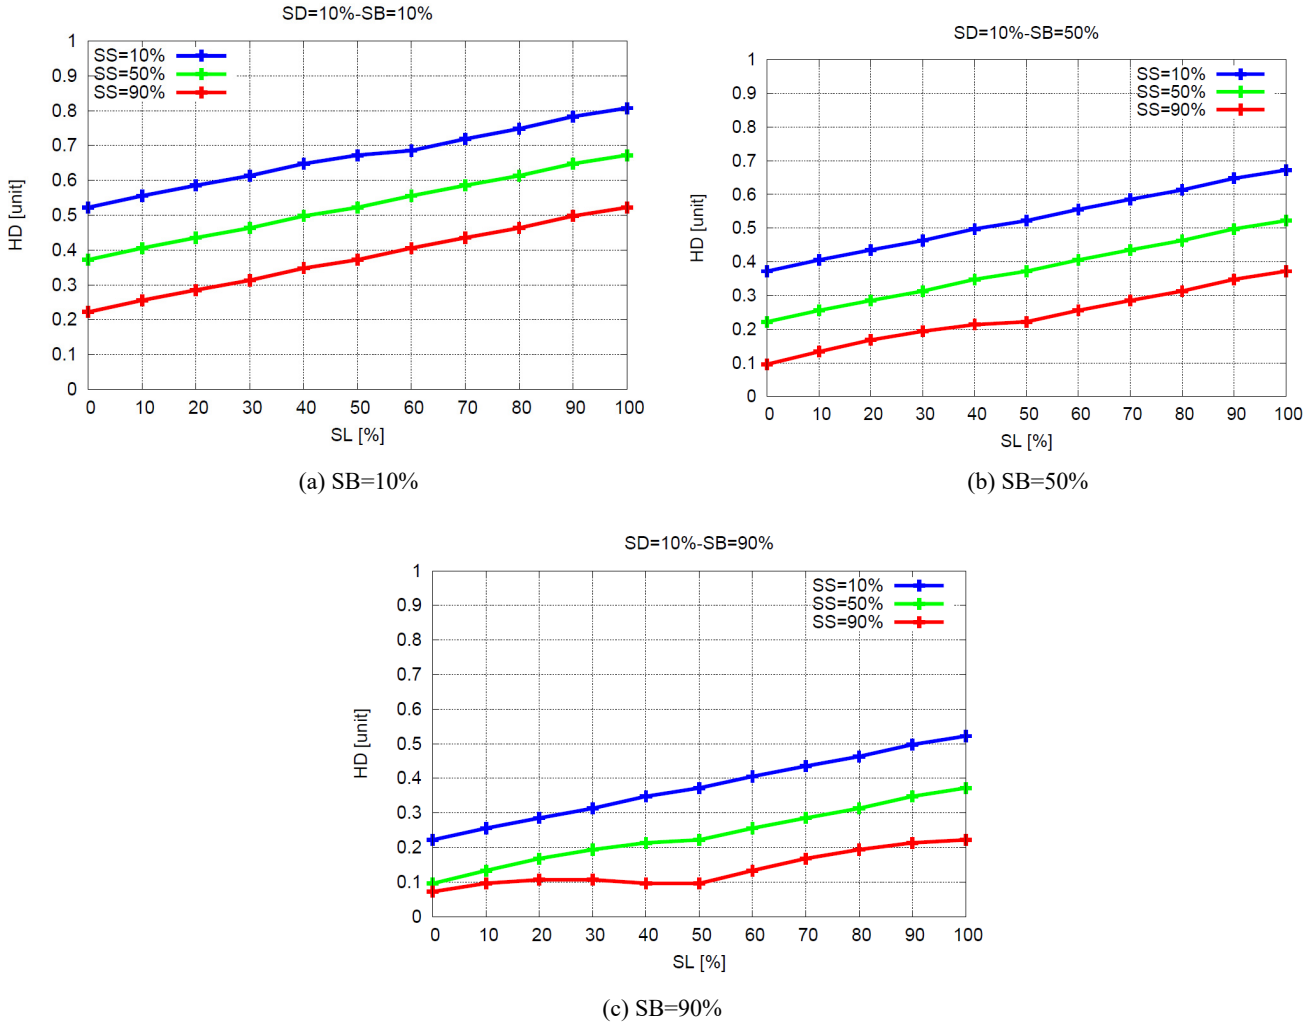 SD=10%-SB=10%
1
0.9
0.8
0.7
0.6
0.5
0.4
0.3
0.2
0.1
0
HD [unit]
SS=10%
SS=50%
SS=90%
0 10 20 30 40 50 60 70 80 90 100
SL [%]
(a) SB=10%
SD=10%-SB=50%
1
0.9
0.8
0.7
0.6
0.5
0.4
0.3
0.2
0.1
0
HD [unit]
SS=10%
SS=50%
SS=90%
0 10 20 30 40 50 60 70 80 90 100
SL [%]
(b) SB=50%
SD=10%-SB=90%
1
0.9
0.8
0.7
0.6
0.5
0.4
0.3
0.2
0.1
0
HD [unit]
SS=10%
SS=50%
SS=90%
0 10 20 30 40 50 60 70 80 90 100
SL [%]
(c) SB=90%